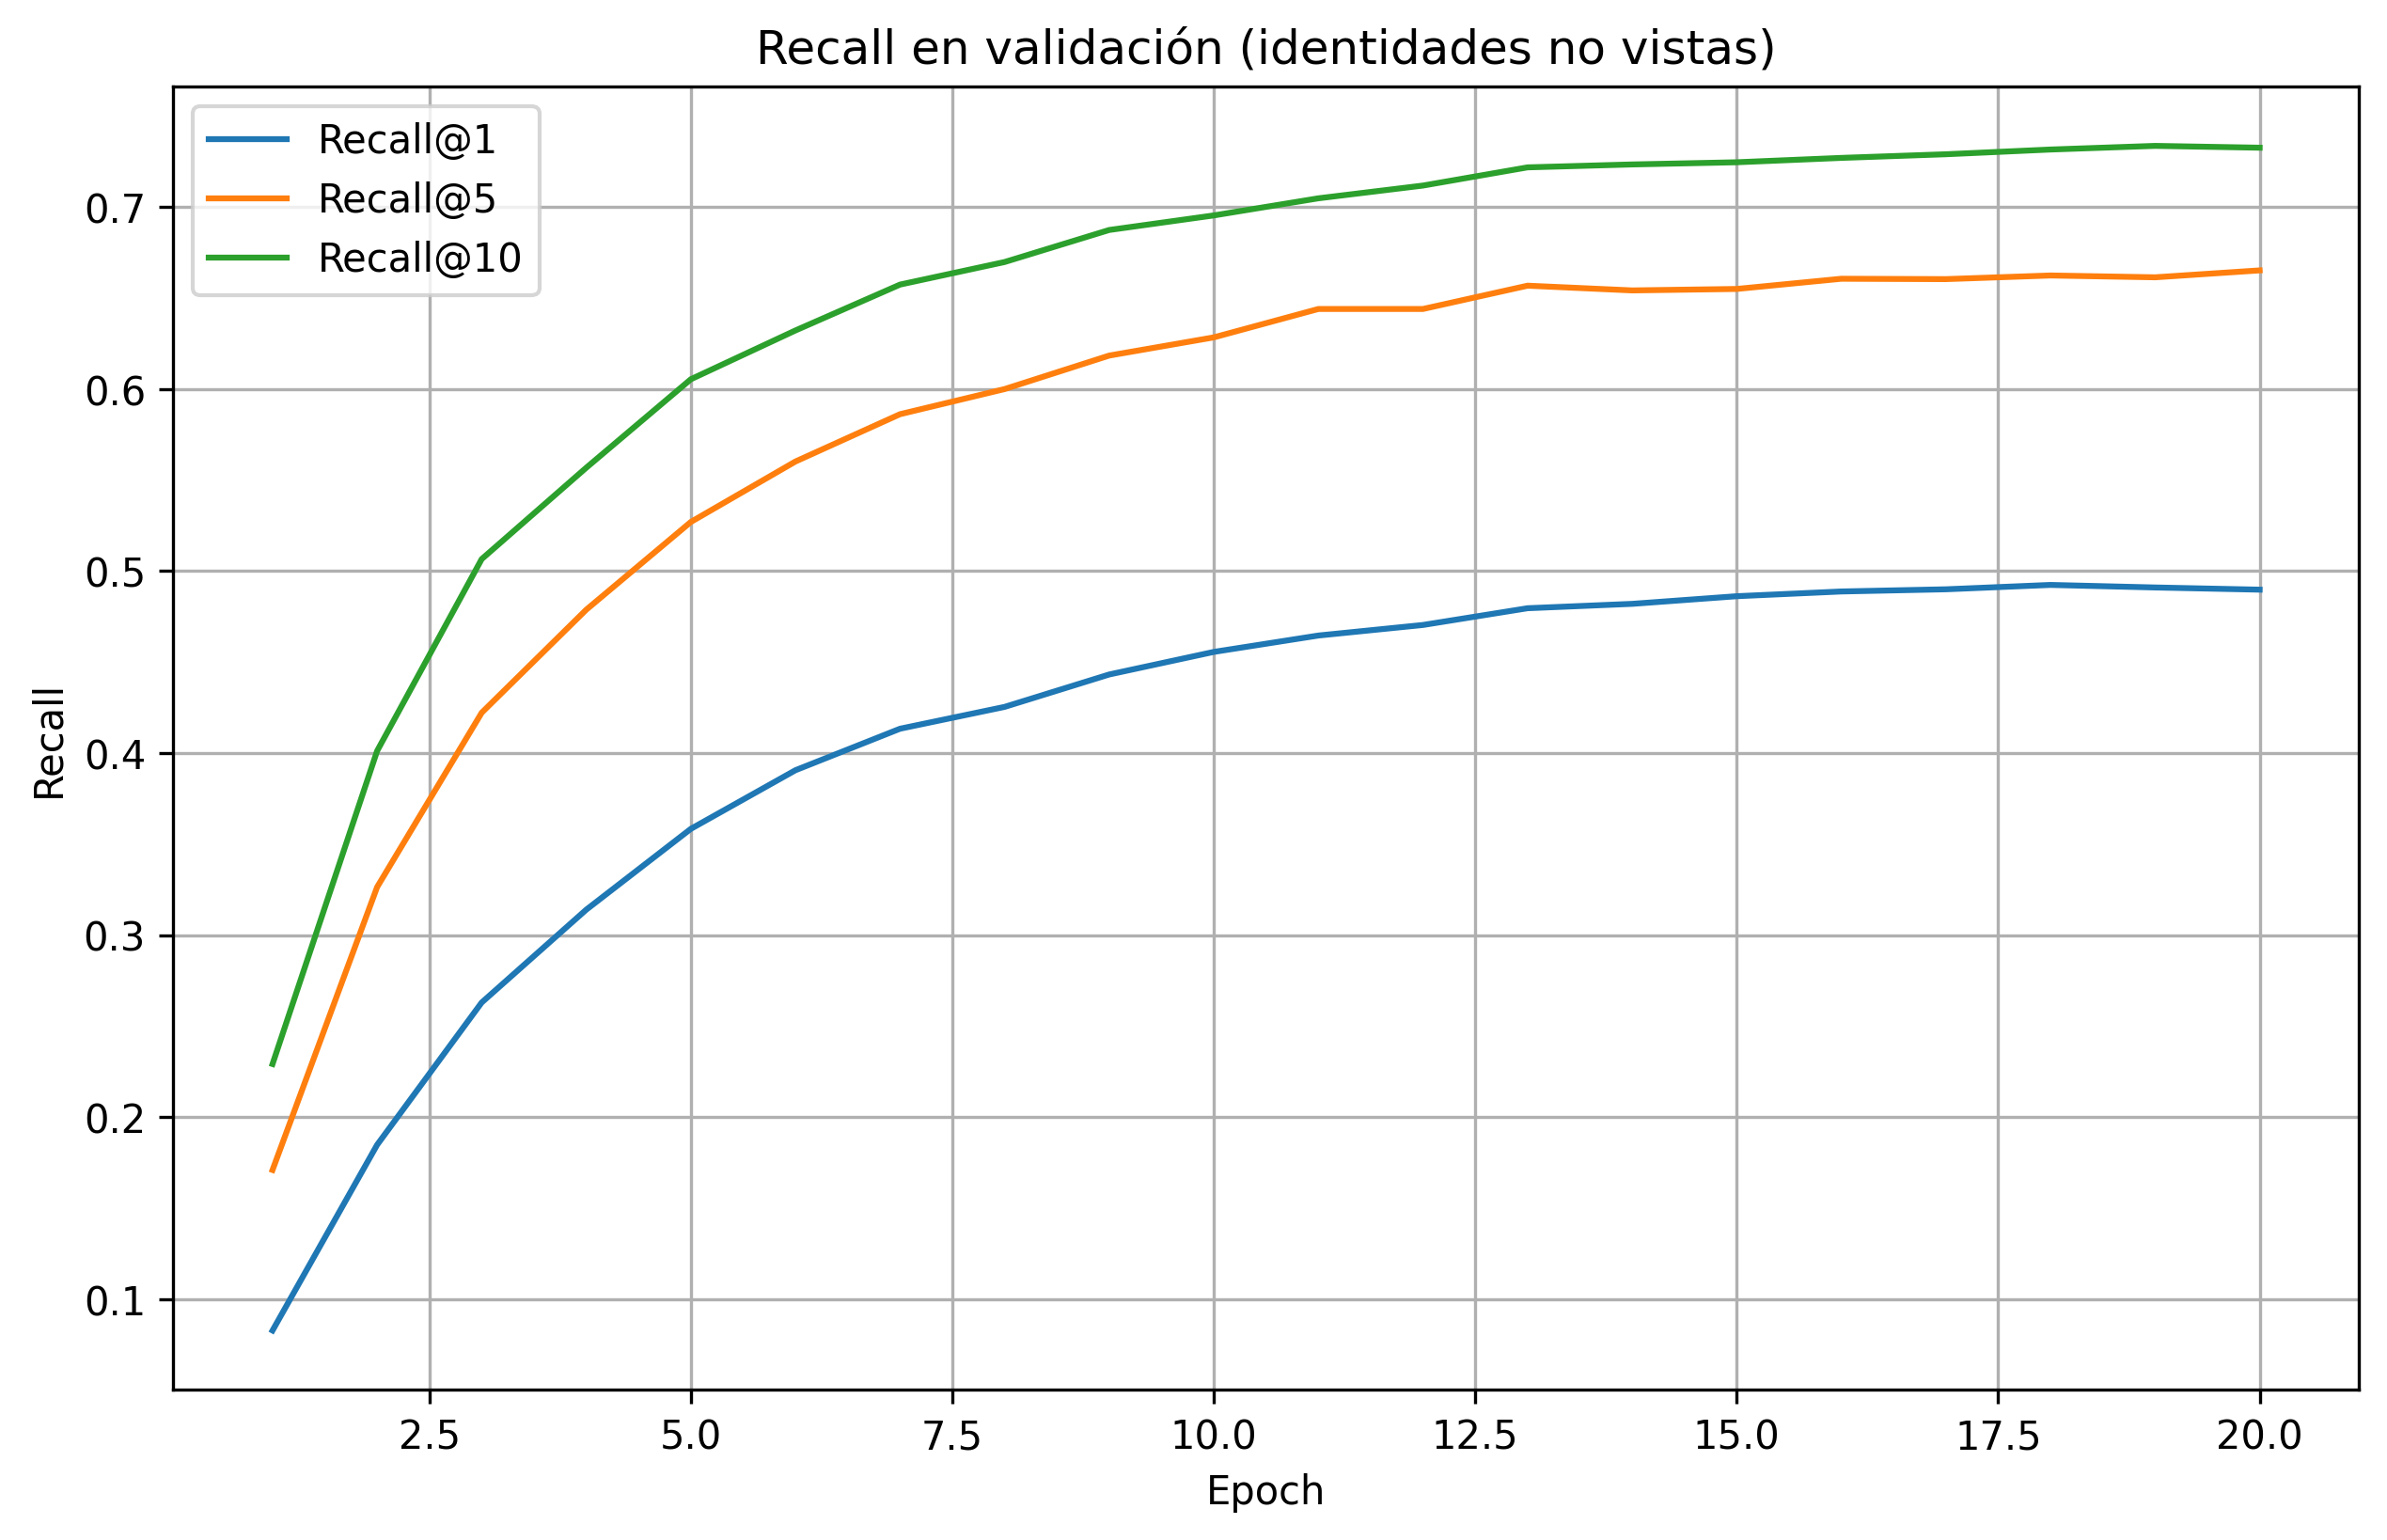 Recall en validación (identidades no vistas)
Recall@1
Recall@5
Recall@10
0.7
0.6
0.5
0.4
0.3
0.2
0.1
Recall
2.5 5.0 7.5 10.0 12.5 15.0 17.5 20.0
Epoch